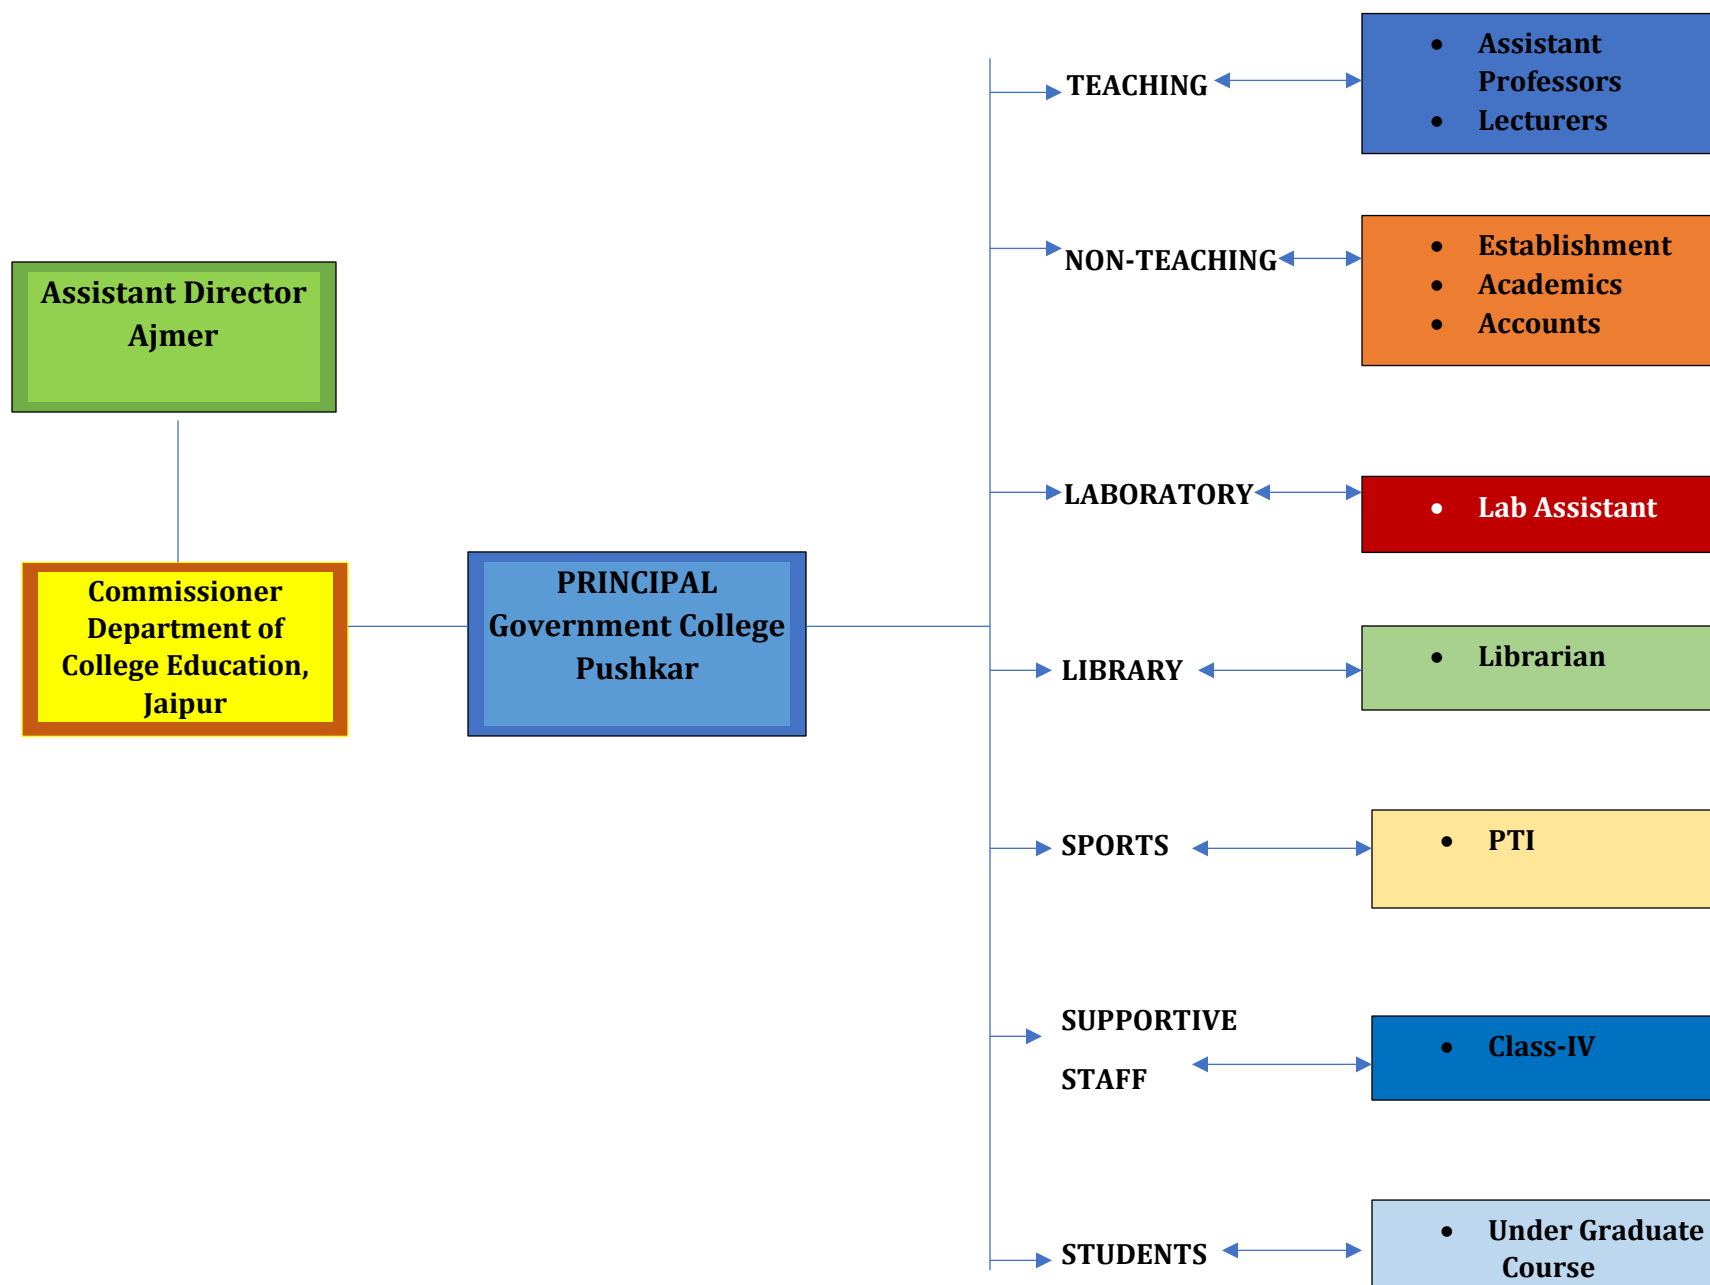 Assistant Director
Ajmer
Commissioner
Department of
College Education,
Jaipur
PRINCIPAL
Government College
Pushkar
TEACHING
• Assistant
Professors
• Lecturers
NON-TEACHING
• Establishment
• Academics
• Accounts
LABORATORY
• Lab Assistant
LIBRARY
• Librarian
SPORTS
• PTI
SUPPORTIVE
STAFF
• Class-IV
STUDENTS
• Under Graduate
Course